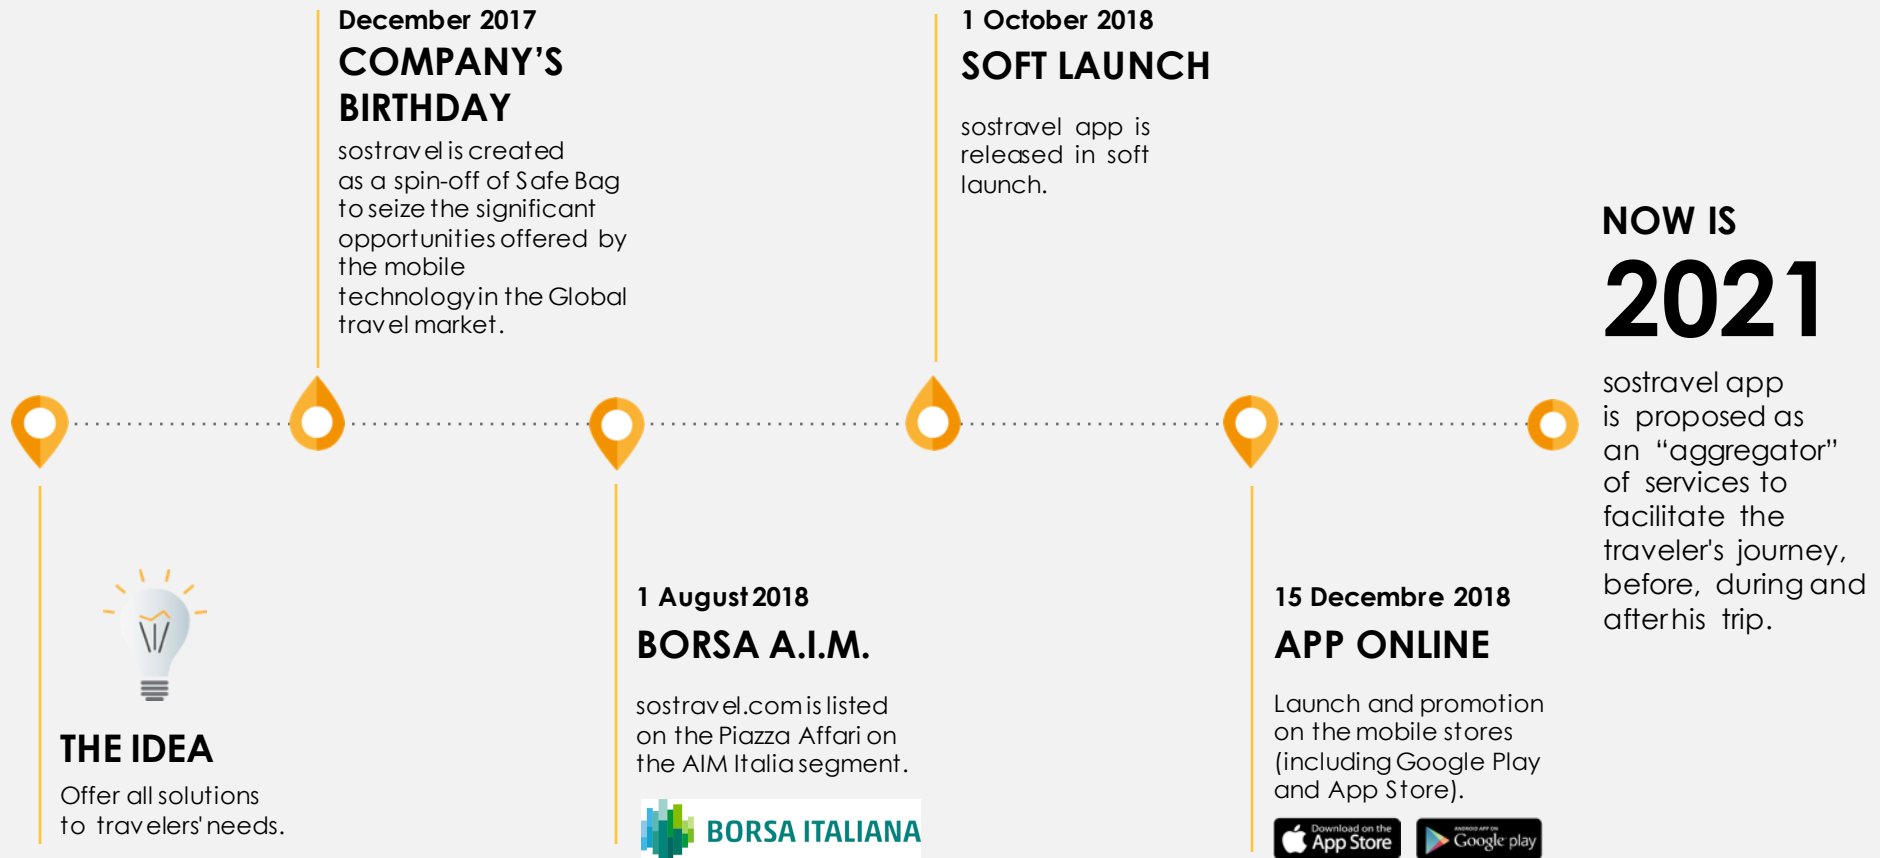 December 2017
COMPANY'S
BIRTHDAY
sostravel is created
as a spin-off of Safe Bag
to seize the significant
opportunities offered by
the mobile
technology in the Global
travel market.
1 October 2018
SOFT LAUNCH
sostravel app is
released in soft
launch.
NOW IS
2021
sostravel app
is proposed as
an “aggregator”
of services to
facilitate the
traveler's journey,
before, during and
after his trip.
THE IDEA
Offer all solutions
to travelers' needs.
1 August 2018
BORSA A.I.M.
sostravel.com is listed
on the Piazza Affari on
the AIM Italia segment.
BORSA ITALIANA
15 Decembre 2018
APP ONLINE
Launch and promotion
on the mobile stores
(including Google Play
and App Store).
Download on the
App Store
ANDROID APP ON
Google play